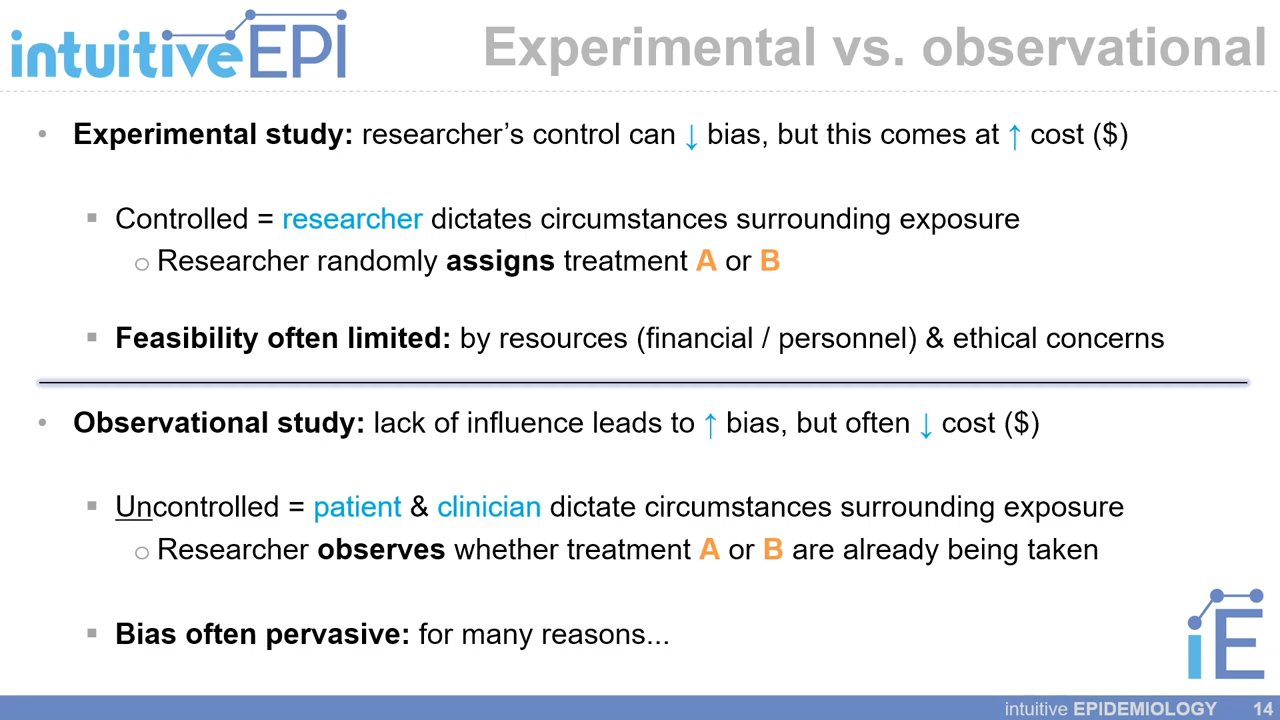 intuitiveEPI
Experimental vs. observational
• Experimental study: researcher’s control can ↓ bias, but this comes at ↑ cost ($)
▪ Controlled = researcher dictates circumstances surrounding exposure
o Researcher randomly assigns treatment A or B
▪ Feasibility often limited: by resources (financial / personnel) & ethical concerns
• Observational study: lack of influence leads to ↑ bias, but often ↓ cost ($)
▪ Uncontrolled = patient & clinician dictate circumstances surrounding exposure
o Researcher observes whether treatment A or B are already being taken
▪ Bias often pervasive: for many reasons...
iE
intuitive EPIDEMIOLOGY 14